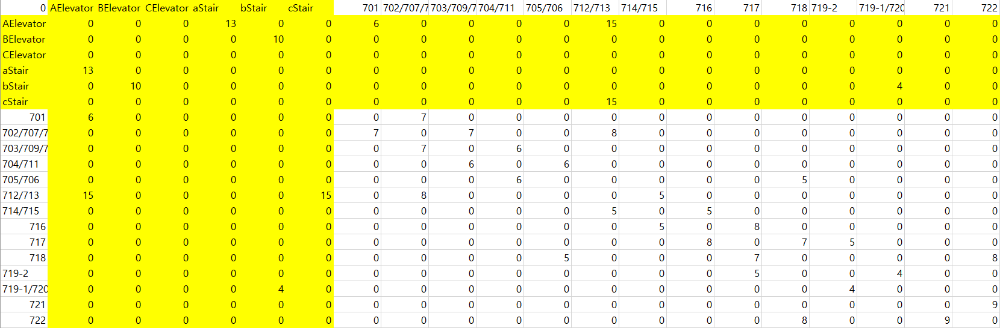 0 AElevator BElevator CElevator aStair bStair cStair 701 702/707/7 703/709/7 704/711 705/706 712/713 714/715 716 717 718 719-2 719-1/720 721 722
AElevator 0 0 0 13 0 0 6 0 0 0 0 15 0 0 0 0 0 0 0 0
BElevator 0 0 0 0 10 0 0 0 0 0 0 0 0 0 0 0 0 0 0 0
CElevator 0 0 0 0 0 0 0 0 0 0 0 0 0 0 0 0 0 0 0 0
aStair 13 0 0 0 0 0 0 0 0 0 0 0 0 0 0 0 0 0 0 0
bStair 0 10 0 0 0 0 0 0 0 0 0 0 0 0 0 0 0 4 0 0
cStair 0 0 0 0 0 0 0 0 0 0 0 15 0 0 0 0 0 0 0 0
701 6 0 0 0 0 0 0 7 0 0 0 0 0 0 0 0 0 0 0 0
702/707/7 0 0 0 0 0 0 7 0 7 0 0 8 0 0 0 0 0 0 0 0
703/709/7 0 0 0 0 0 0 0 7 0 6 0 0 0 0 0 0 0 0 0 0
704/711 0 0 0 0 0 0 0 0 6 0 6 0 0 0 0 0 0 0 0 0
705/706 0 0 0 0 0 0 0 0 0 6 0 0 0 0 0 5 0 0 0 0
712/713 15 0 0 0 0 15 0 8 0 0 0 0 5 0 0 0 0 0 0 0
714/715 0 0 0 0 0 0 0 0 0 0 0 5 0 5 0 0 0 0 0 0
716 0 0 0 0 0 0 0 0 0 0 0 0 5 0 8 0 0 0 0 0
717 0 0 0 0 0 0 0 0 0 0 0 0 0 8 0 7 5 0 0 0
718 0 0 0 0 0 0 0 0 0 0 5 0 0 0 7 0 0 0 0 8
719-2 0 0 0 0 0 0 0 0 0 0 0 0 0 0 5 0 0 4 0 0
719-1/720 0 0 0 0 4 0 0 0 0 0 0 0 0 0 0 0 4 0 0 0
721 0 0 0 0 0 0 0 0 0 0 0 0 0 0 0 0 0 0 0 9
722 0 0 0 0 0 0 0 0 0 0 0 0 0 0 0 8 0 0 9 0